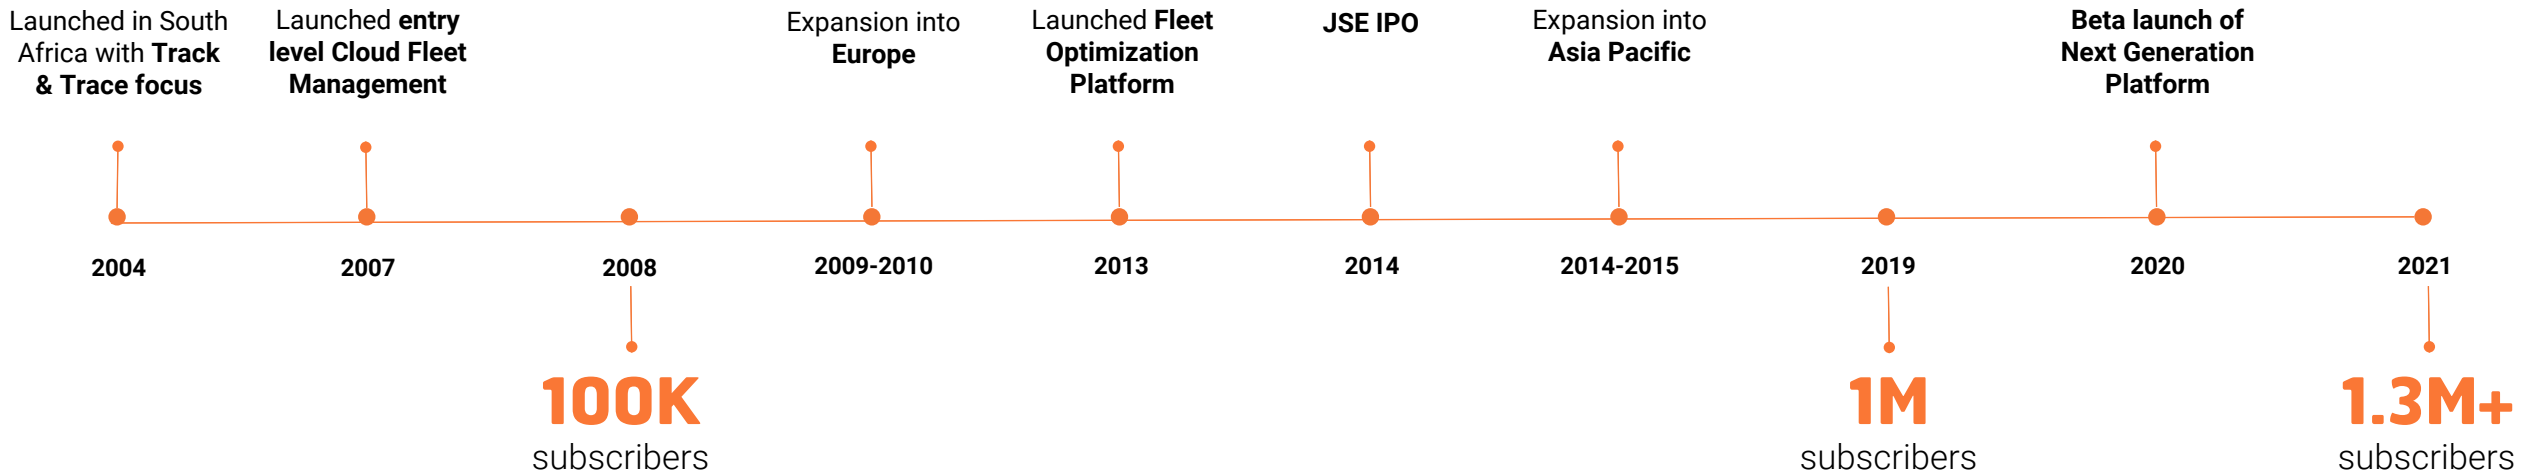 Launched in South
Africa with Track
& Trace focus
Launched entry
level Cloud Fleet
Management
Expansion into
Europe
Launched Fleet
Optimization
Platform
JSE IPO
Expansion into
Asia Pacific
Beta launch of
Next Generation
Platform
2004
2007
2008
2009-2010
2013
2014
2014-2015
2019
2020
2021
100K
subscribers
1M
subscribers
1.3M+
subscribers